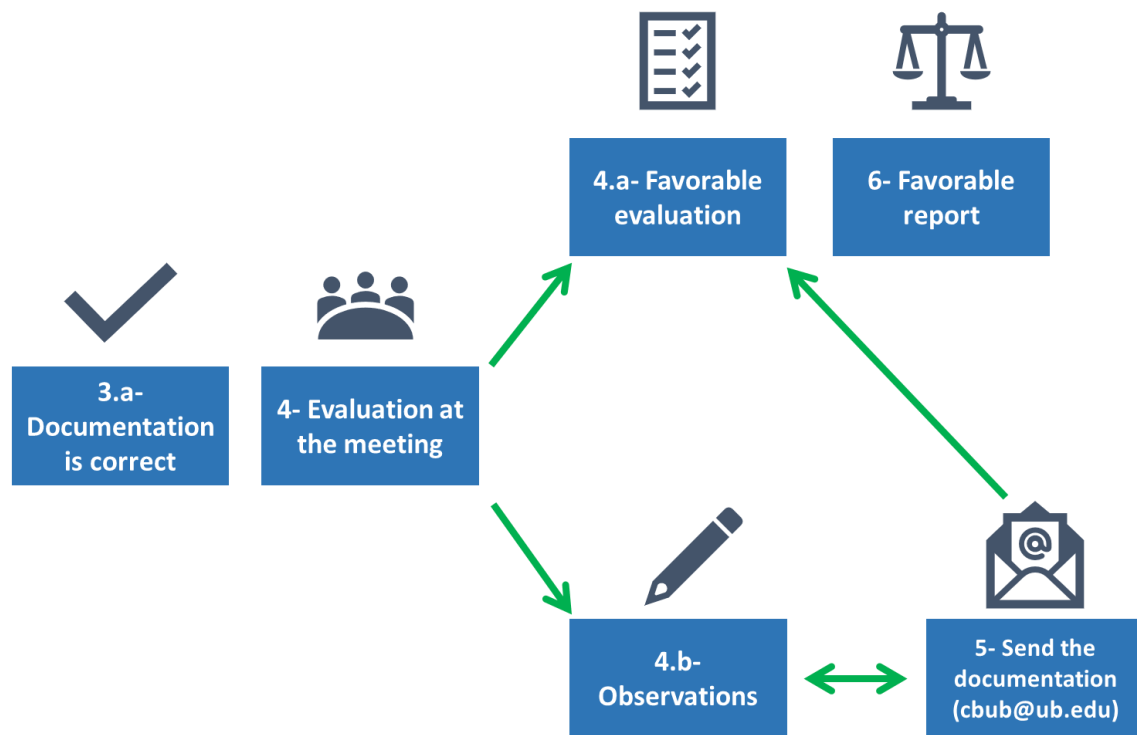 4.a- Favorable
evaluation
6- Favorable
report
3.a-
Documentation
is correct
4- Evaluation at
the meeting
4.b-
Observations
@
5- Send the
documentation
(cbub@ub.edu)